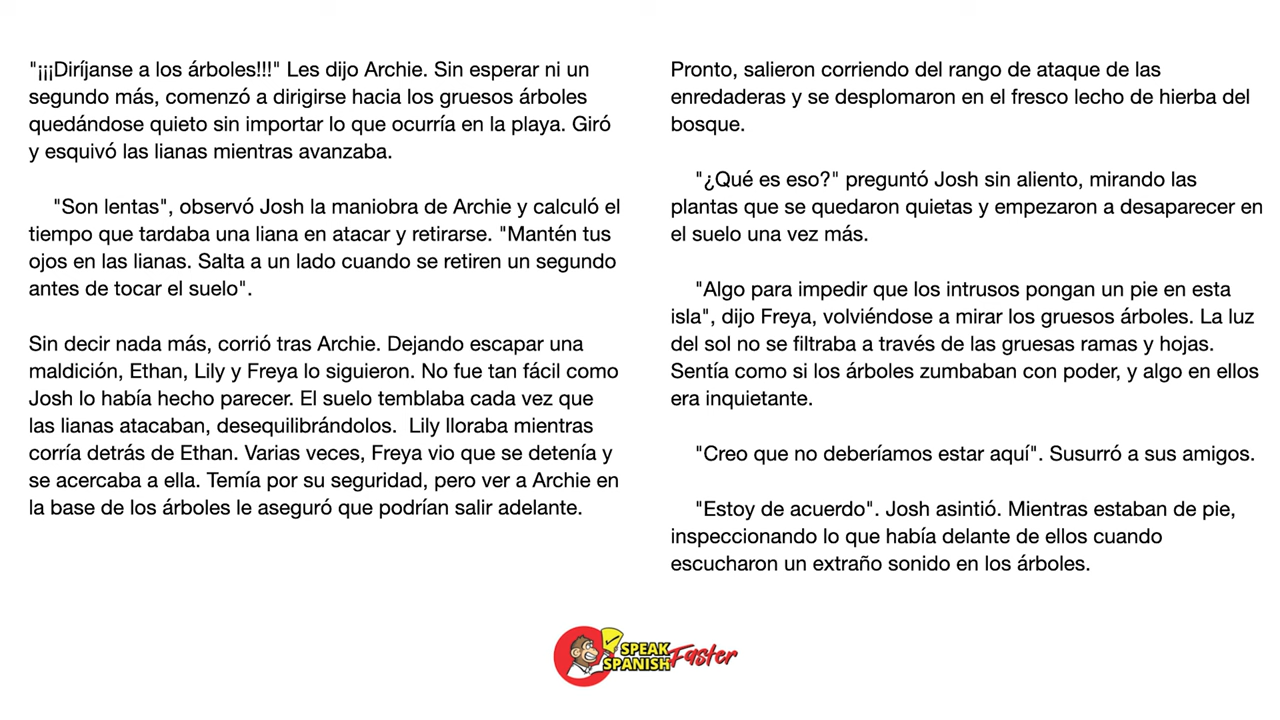 "¡¡¡Diríjanse a los árboles!!!" Les dijo Archie. Sin esperar ni un
segundo más, comenzó a dirigirse hacia los gruesos árboles
quedándose quieto sin importar lo que ocurría en la playa. Giró
y esquivó las lianas mientras avanzaba.
"Son lentas", observó Josh la maniobra de Archie y calculó el
tiempo que tardaba una liana en atacar y retirarse. "Mantén tus
ojos en las lianas. Salta a un lado cuando se retiren un segundo
antes de tocar el suelo".
Sin decir nada más, corrió tras Archie. Dejando escapar una
maldición, Ethan, Lily y Freya lo siguieron. No fue tan fácil como
Josh lo había hecho parecer. El suelo temblaba cada vez que
las lianas atacaban, desequilibrándolos.  Lily lloraba mientras
corría detrás de Ethan. Varias veces, Freya vio que se detenía y
se acercaba a ella. Temía por su seguridad, pero ver a Archie en
la base de los árboles le aseguró que podrían salir adelante.
Pronto, salieron corriendo del rango de ataque de las
enredaderas y se desplomaron en el fresco lecho de hierba del
bosque.
"¿Qué es eso?" preguntó Josh sin aliento, mirando las
plantas que se quedaron quietas y empezaron a desaparecer en
el suelo una vez más.
"Algo para impedir que los intrusos pongan un pie en esta
isla", dijo Freya, volviéndose a mirar los gruesos árboles. La luz
del sol no se filtraba a través de las gruesas ramas y hojas.
Sentía como si los árboles zumbaban con poder, y algo en ellos
era inquietante.
"Creo que no deberíamos estar aquí". Susurró a sus amigos.
"Estoy de acuerdo". Josh asintió. Mientras estaban de pie,
inspeccionando lo que había delante de ellos cuando
escucharon un extraño sonido en los árboles.
SPEAK
SPANISH Faster